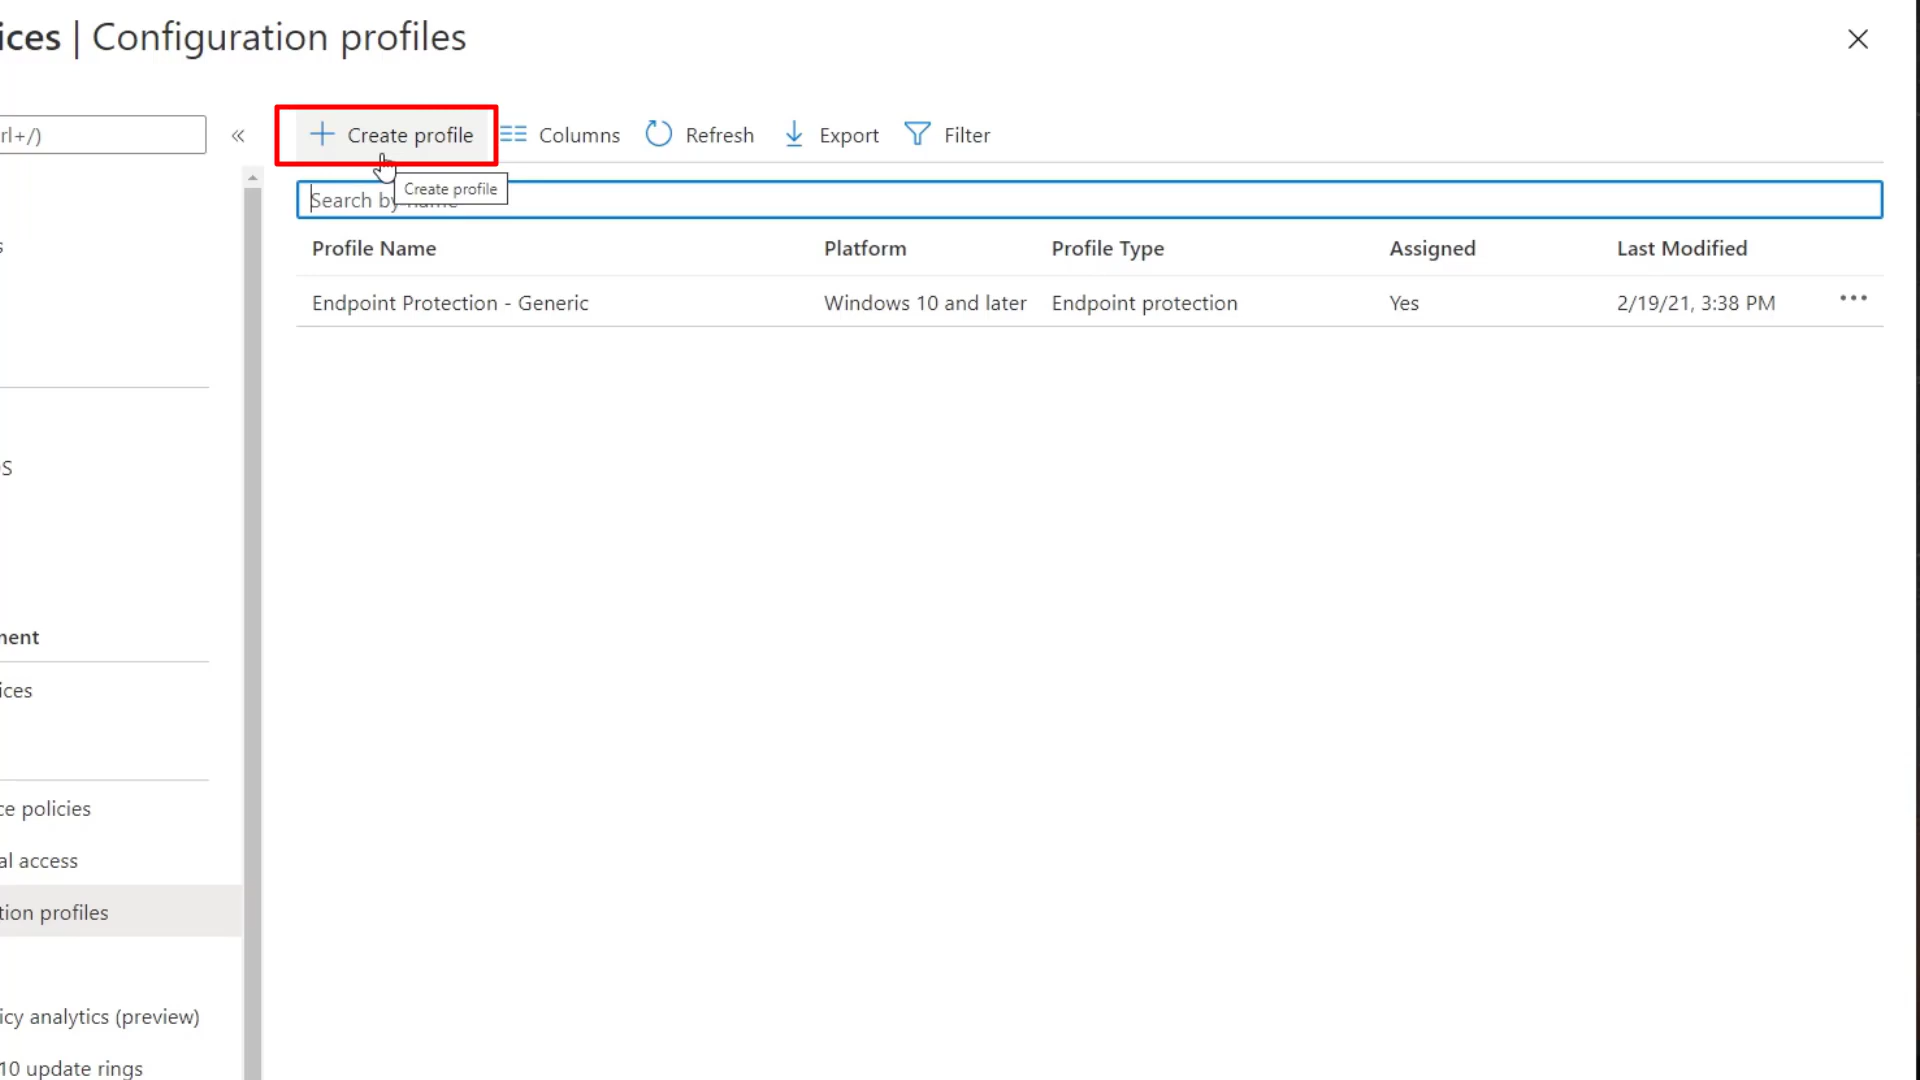 ices | Configuration profiles
rl+/)
Create profile
Columns
Refresh
Export
Filter
Create profile
Search by name
Profile Name
Platform
Profile Type
Assigned
Last Modified
Endpoint Protection - Generic
Windows 10 and later
Endpoint protection
Yes
2/19/21, 3:38 PM
s
S
nent
ices
ce policies
al access
tion profiles
icy analytics (preview)
10 update rings